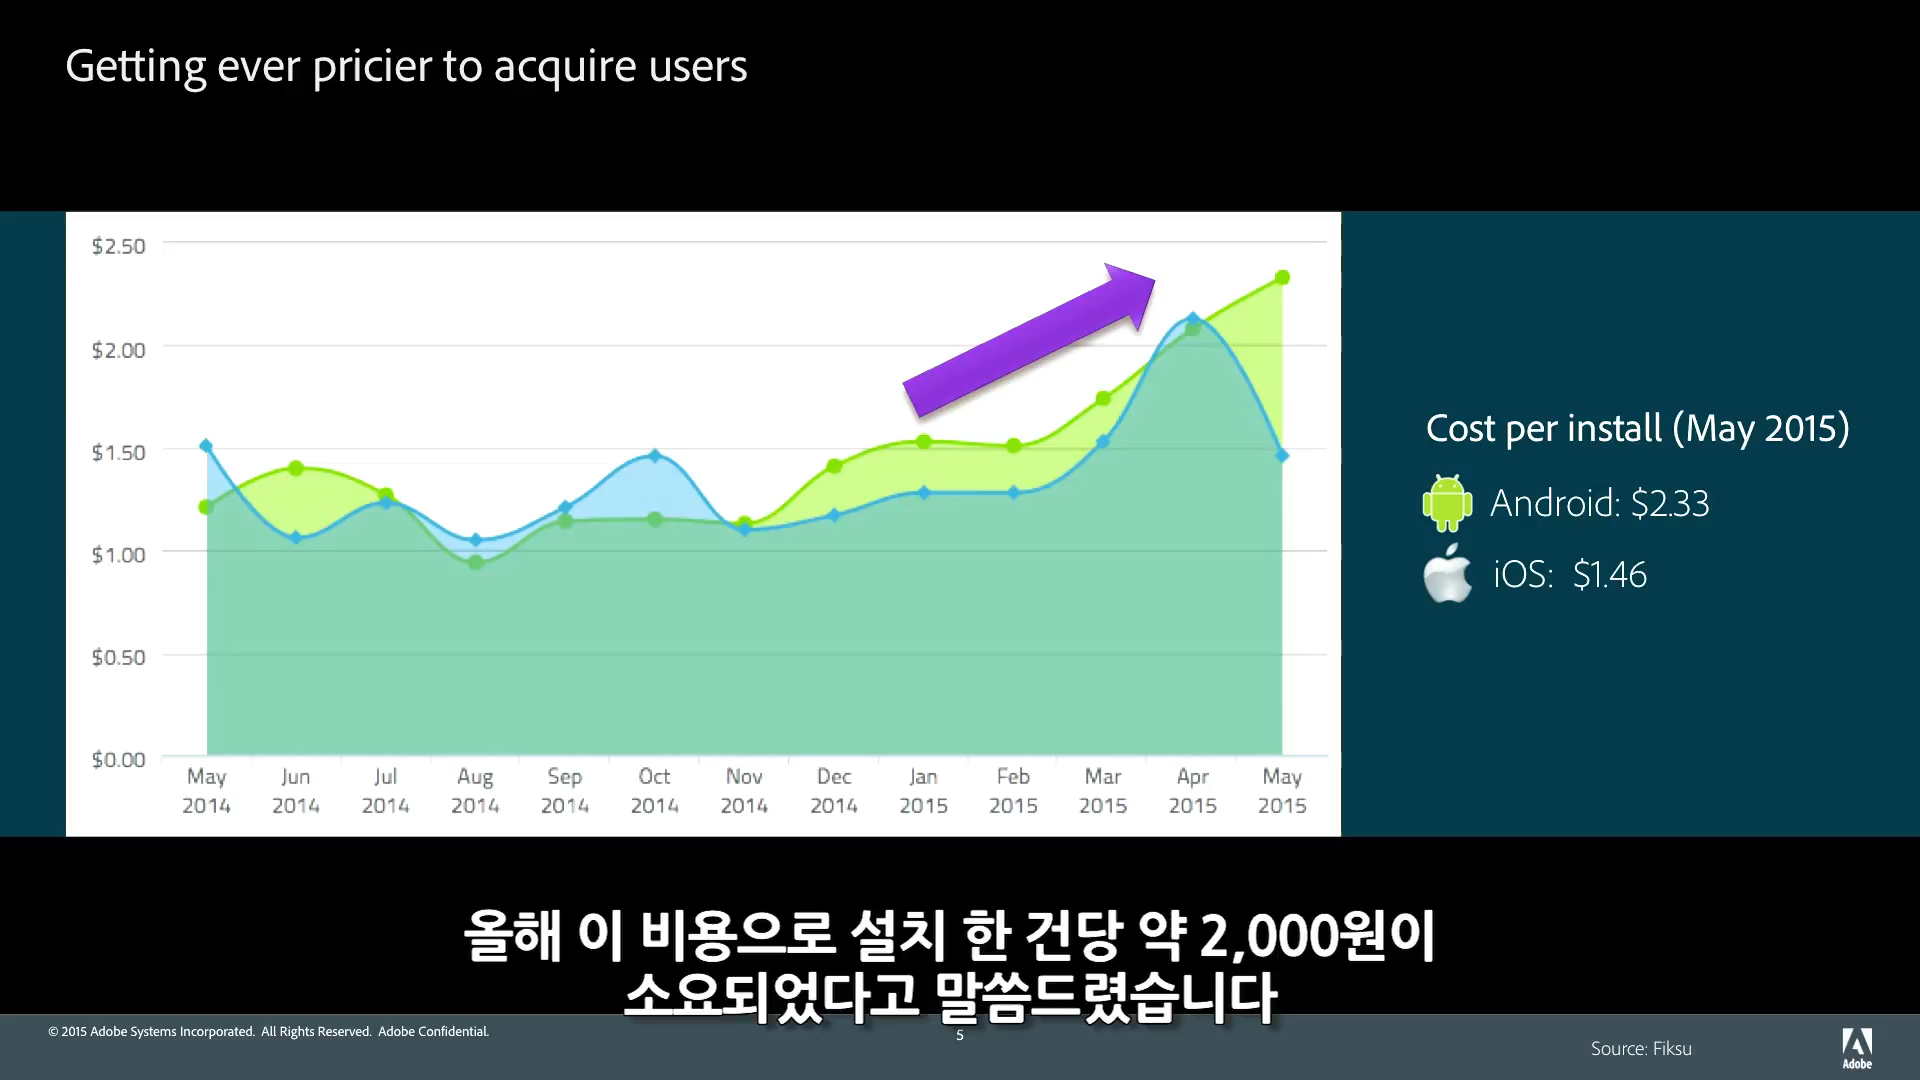 Getting ever pricier to acquire users
$2.50
$2.00
$1.50
$1.00
$0.50
$0.00
May Jun Jul Aug Sep Oct Nov Dec Jan Feb Mar Apr May
2014 2014 2014 2014 2014 2014 2014 2014 2015 2015 2015 2015 2015
Cost per install (May 2015)
Android: $2.33
iOS: $1.46
올해 이 비용으로 설치 한 건당 약 2,000원이
소요되었다고 말씀드렸습니다
© 2015 Adobe Systems Incorporated. All Rights Reserved. Adobe Confidential.
5
Source: Fiksu
Adobe